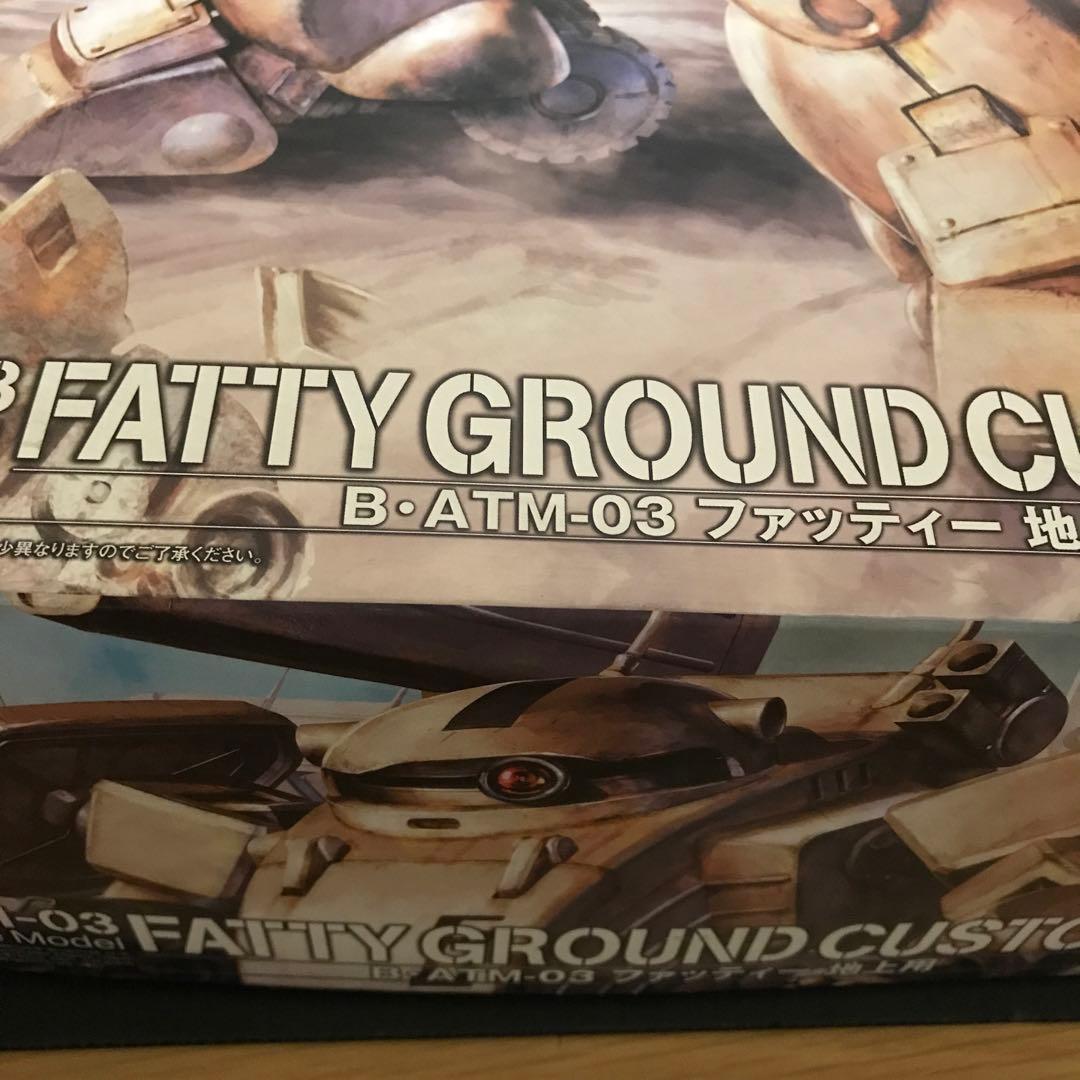 FATTY GROUND CU
B・ATM-03 ファッティー 地
少異なりますのでご了承ください。
-03 FATTY GROUND CUSTO
Model
B・ATM-03 ファッティー 地上用